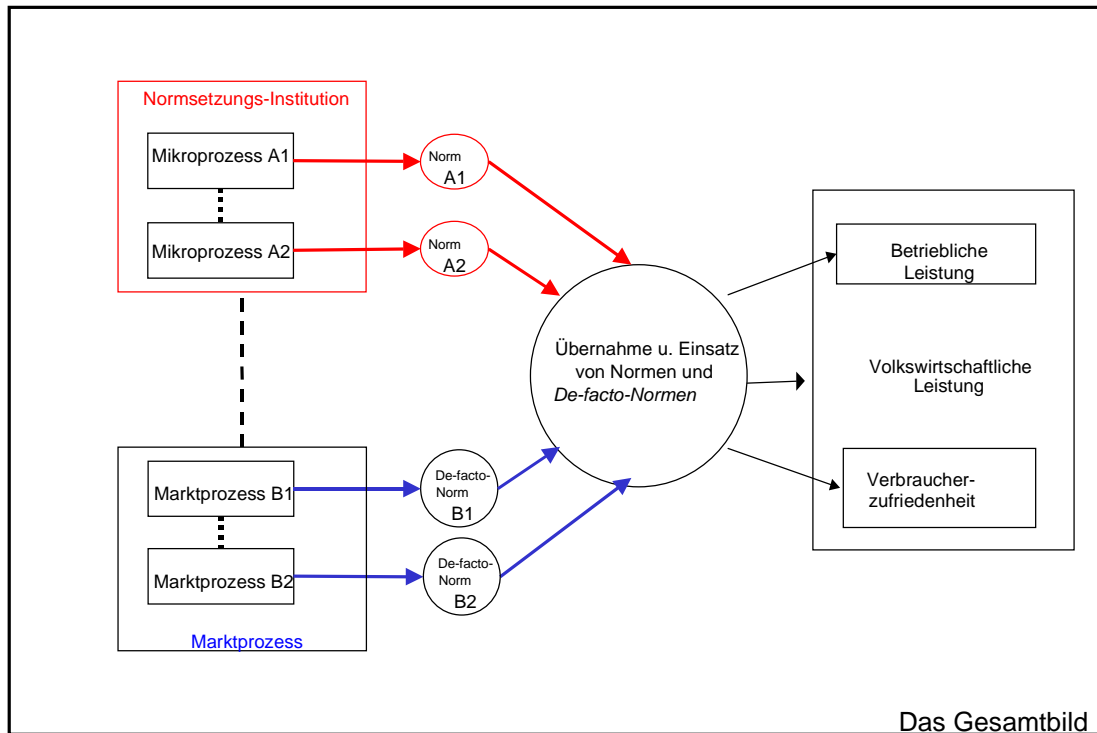 Normsetzungs-Institution
Mikroprozess A1
Norm
A1
Mikroprozess A2
Norm
A2
Übernahme u. Einsatz
von Normen und
De-facto-Normen
Betriebliche
Leistung
Volkswirtschaftliche
Leistung
Verbraucher-
zufriedenheit
Marktprozess B1
De-facto-
Norm
B1
Marktprozess B2
De-facto-
Norm
B2
Marktprozess
Das Gesamtbild